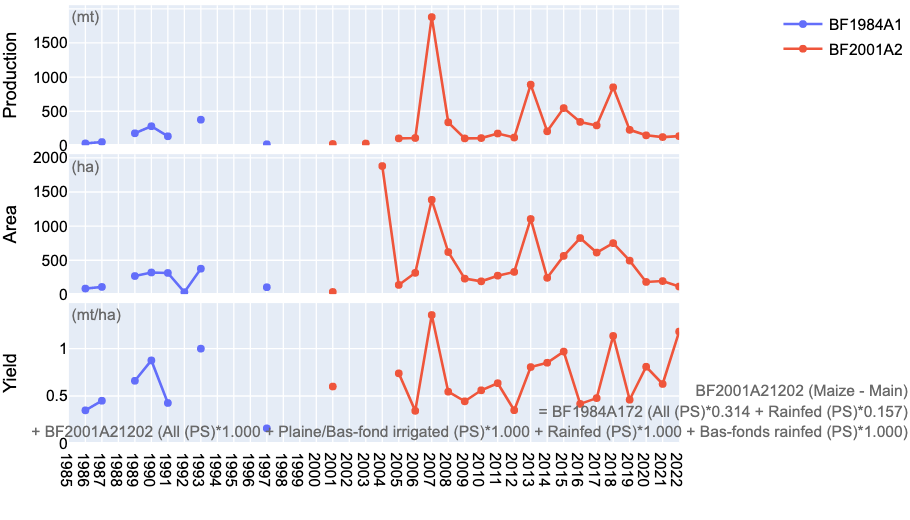 (mt)
BF1984A1
BF2001A2
Production
1500
1000
500
0
(ha)
2000
Area
1500
1000
500
0
(mt/ha)
Yield
1
0.5
0
BF2001A21202 (Maize - Main)
= BF1984A172 (All (PS)*0.314 + Rainfed (PS)*0.157)
+ BF2001A21202 (All (PS)*1.000 + Plaine/Bas-fond irrigated (PS)*1.000 + Rainfed (PS)*1.000 + Bas-fonds rainfed (PS)*1.000)
1985 1986 1987 1988 1989 1990 1991 1992 1993 1994 1995 1996 1997 1998 1999 2000 2001 2002 2003 2004 2005 2006 2007 2008 2009 2010 2011 2012 2013 2014 2015 2016 2017 2018 2019 2020 2021 2022